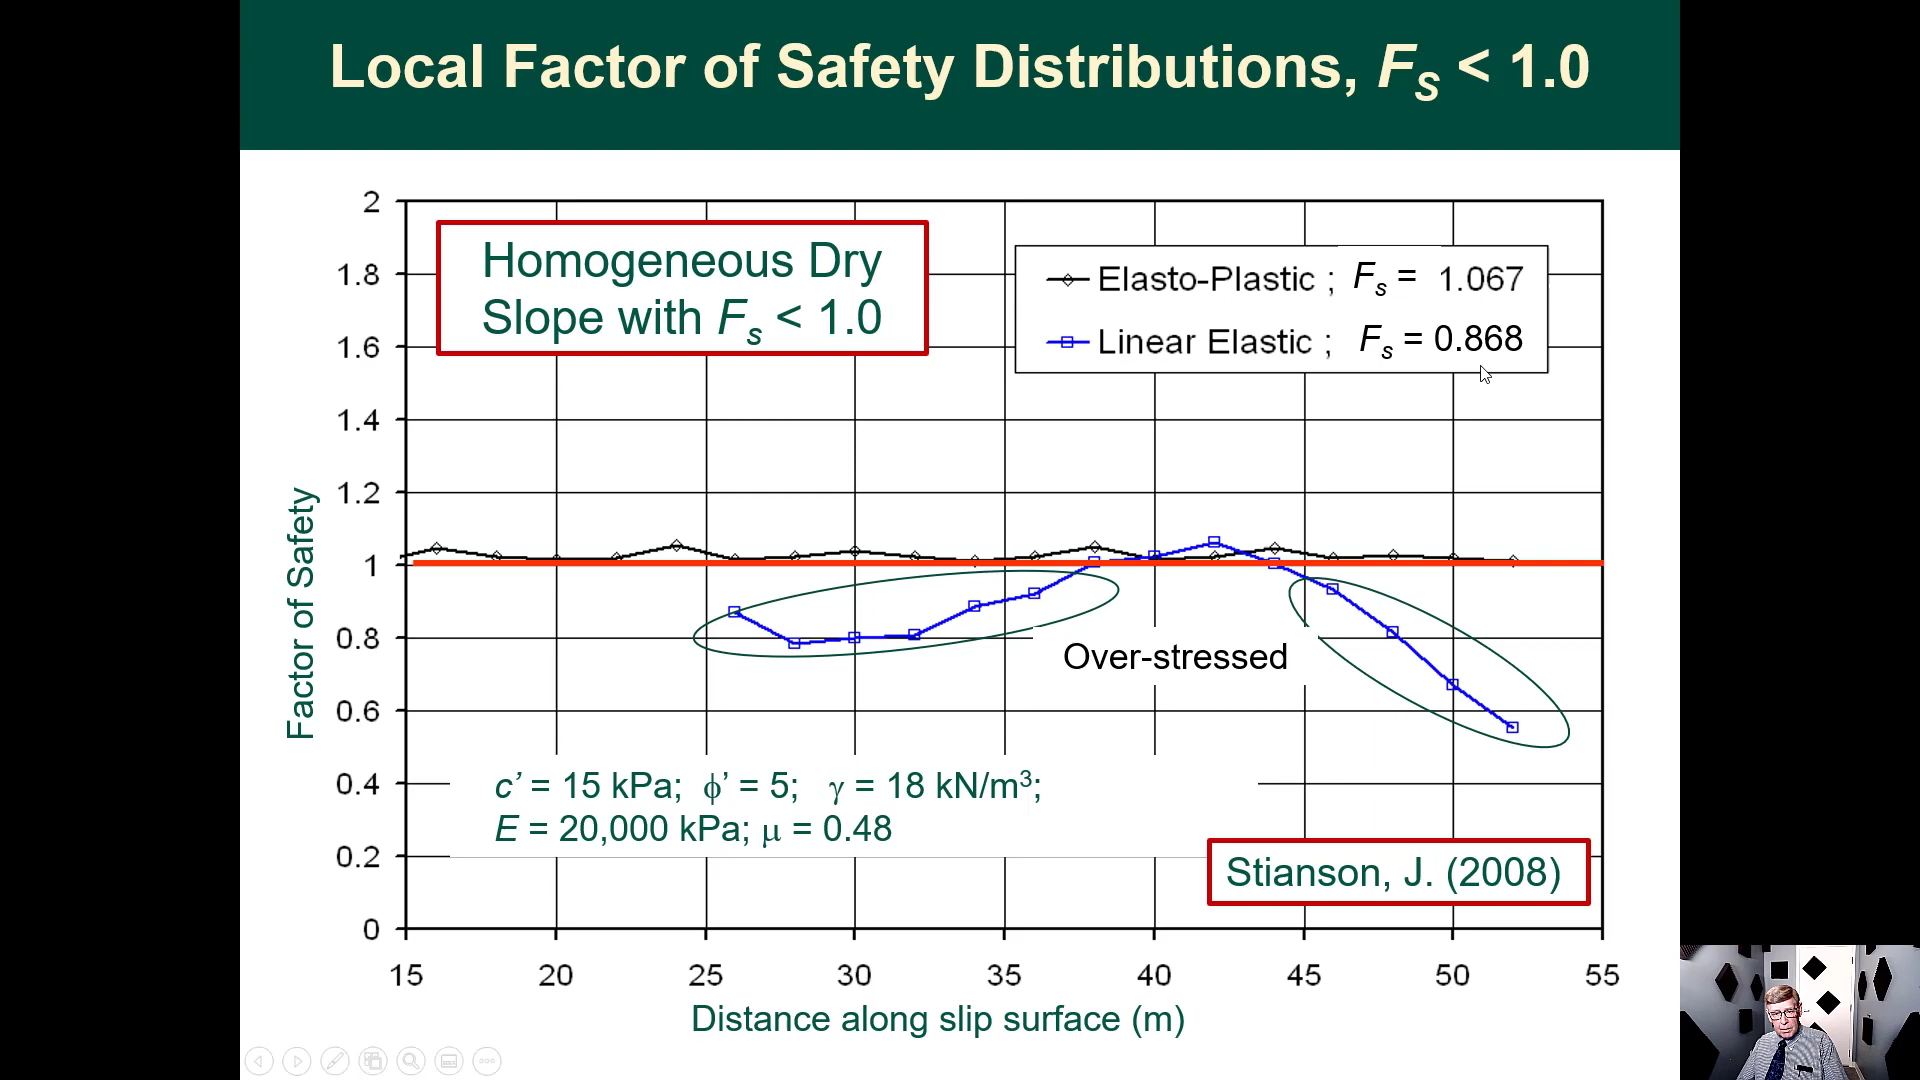 Local Factor of Safety Distributions, Fs < 1.0
2
1.8
1.6
1.4
1.2
1
0.8
0.6
0.4
0.2
0
Factor of Safety
Homogeneous Dry
Slope with Fs < 1.0
Elasto-Plastic ; Fs = 1.067
Linear Elastic ; Fs = 0.868
Over-stressed
c’ = 15 kPa; ϕ’ = 5; γ = 18 kN/m³;
E = 20,000 kPa; μ = 0.48
Stianson, J. (2008)
15 20 25 30 35 40 45 50 55
Distance along slip surface (m)